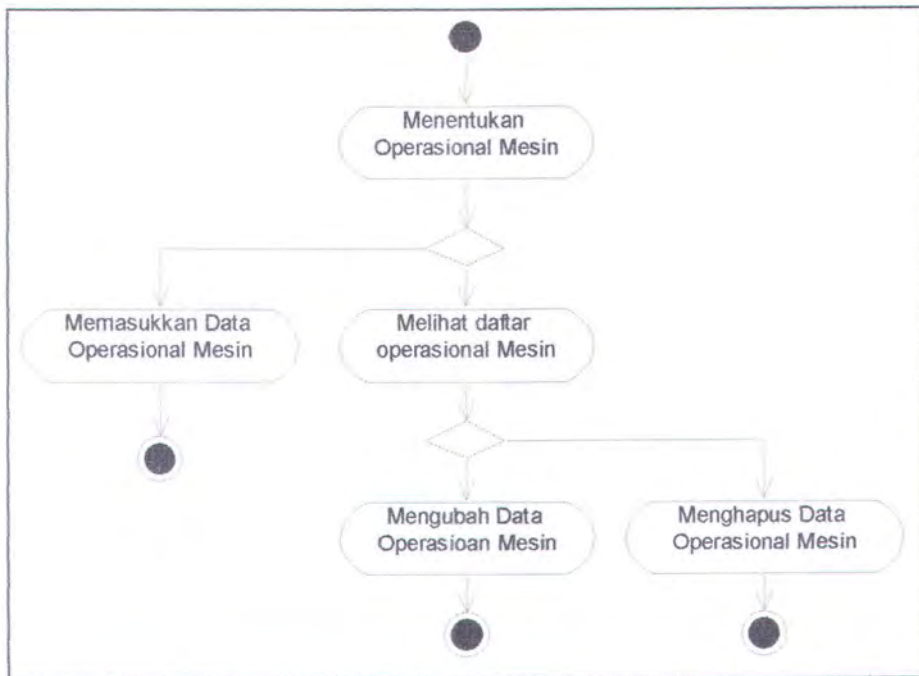 Menentukan
Operasional Mesin
Memasukkan Data
Operasional Mesin
Melihat daftar
operasional Mesin
Mengubah Data
Operasioan Mesin
Menghapus Data
Operasional Mesin